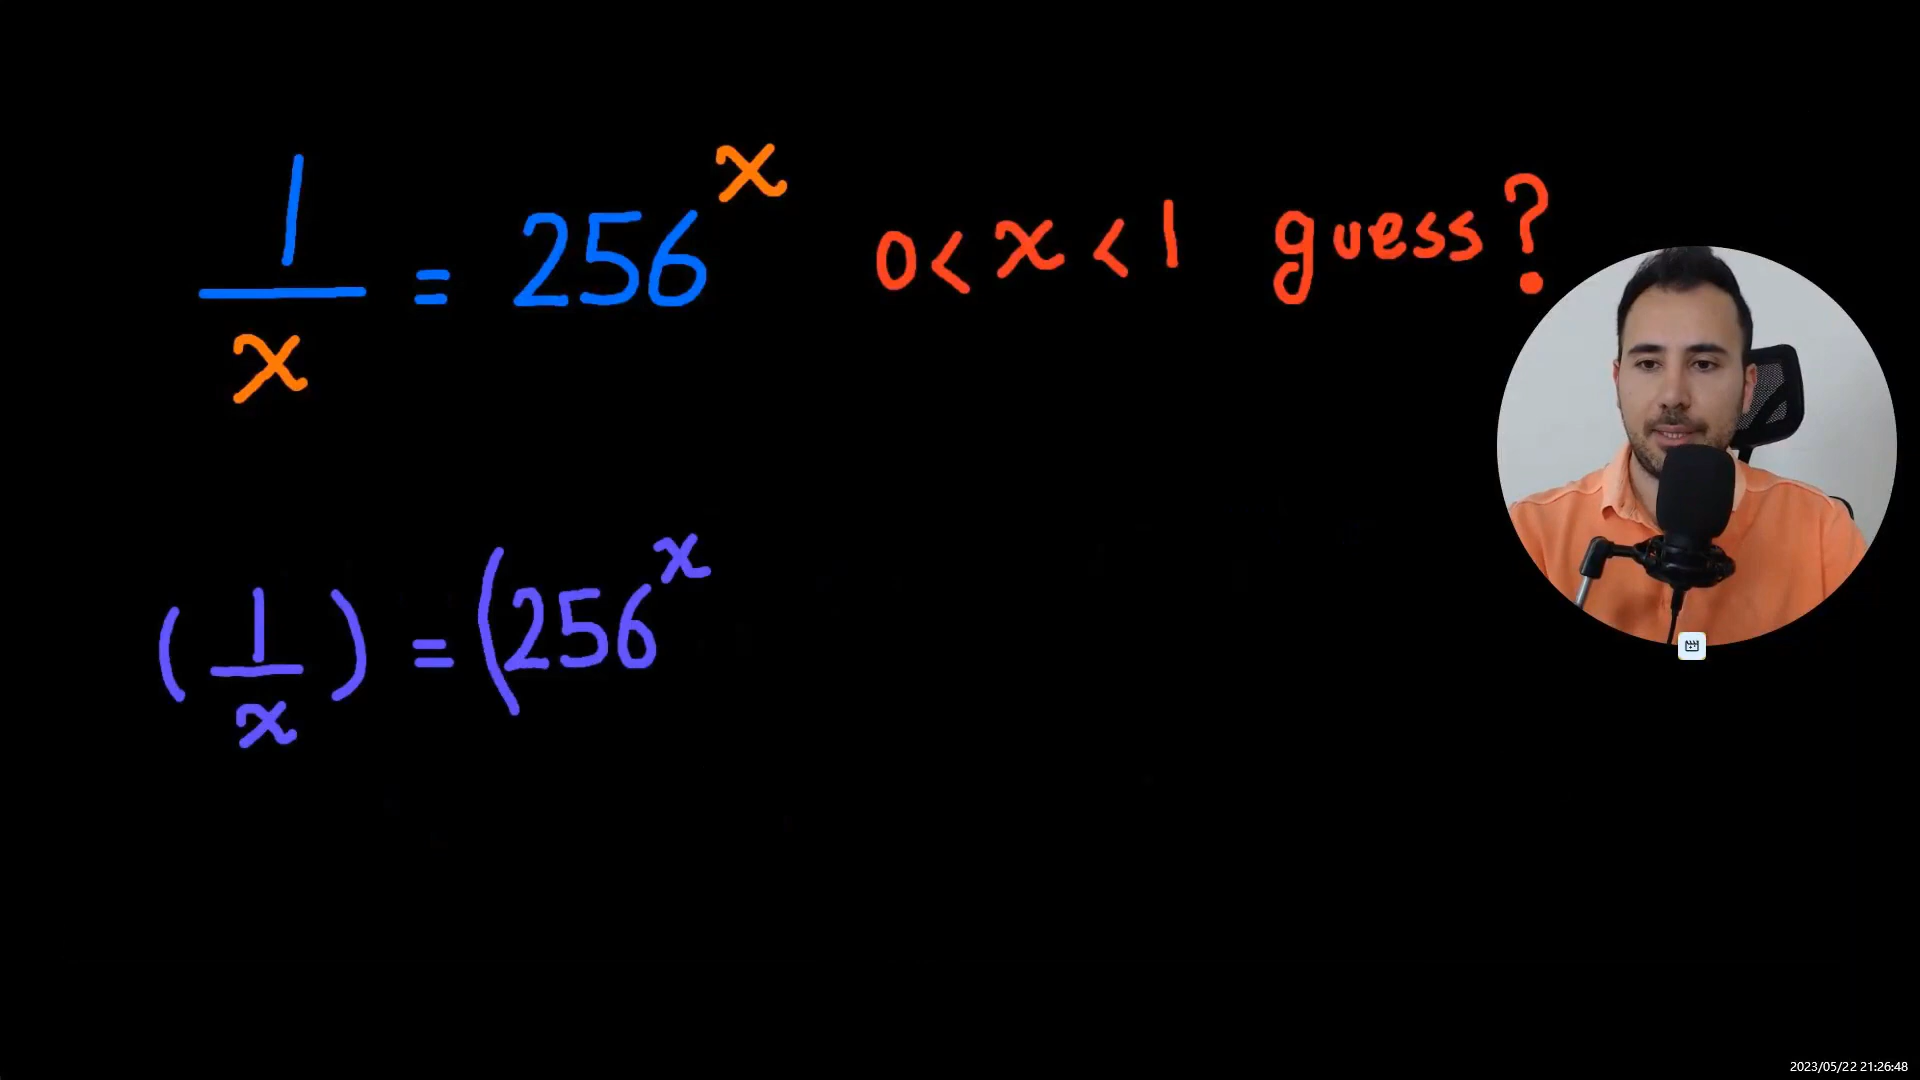 1/x = 256^x 0<x<1 guess?
(1/x) = (256^x
2023/05/22 21:26:48